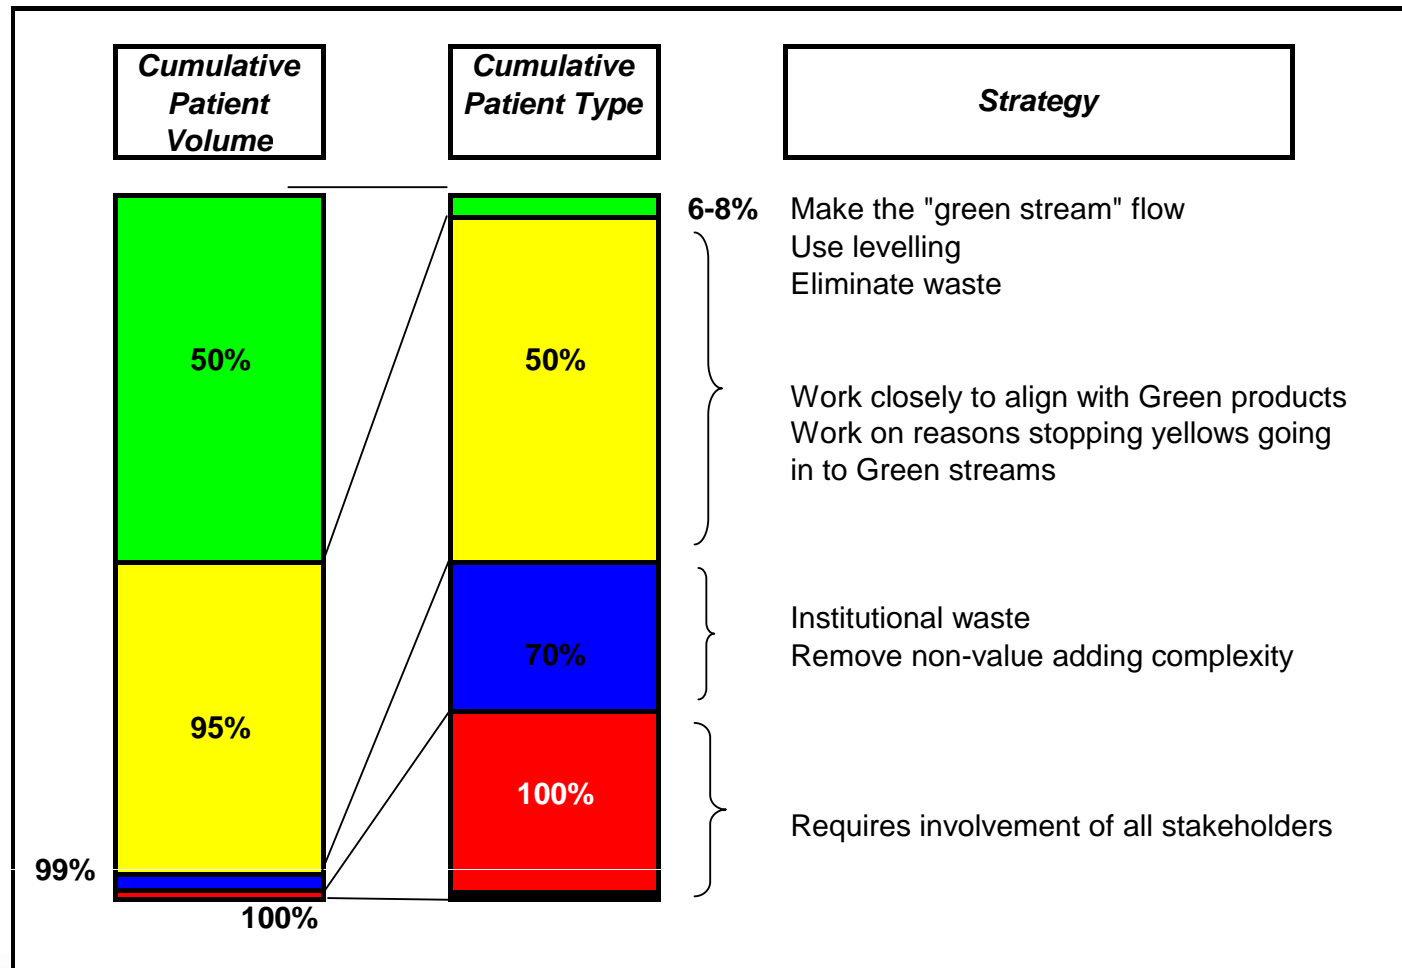 Cumulative
Patient
Volume
Cumulative
Patient Type
Strategy
6-8%
Make the "green stream" flow
Use levelling
Eliminate waste
50%
50%
Work closely to align with Green products
Work on reasons stopping yellows going
in to Green streams
Institutional waste
70%
Remove non-value adding complexity
95%
100%
Requires involvement of all stakeholders
99%
100%